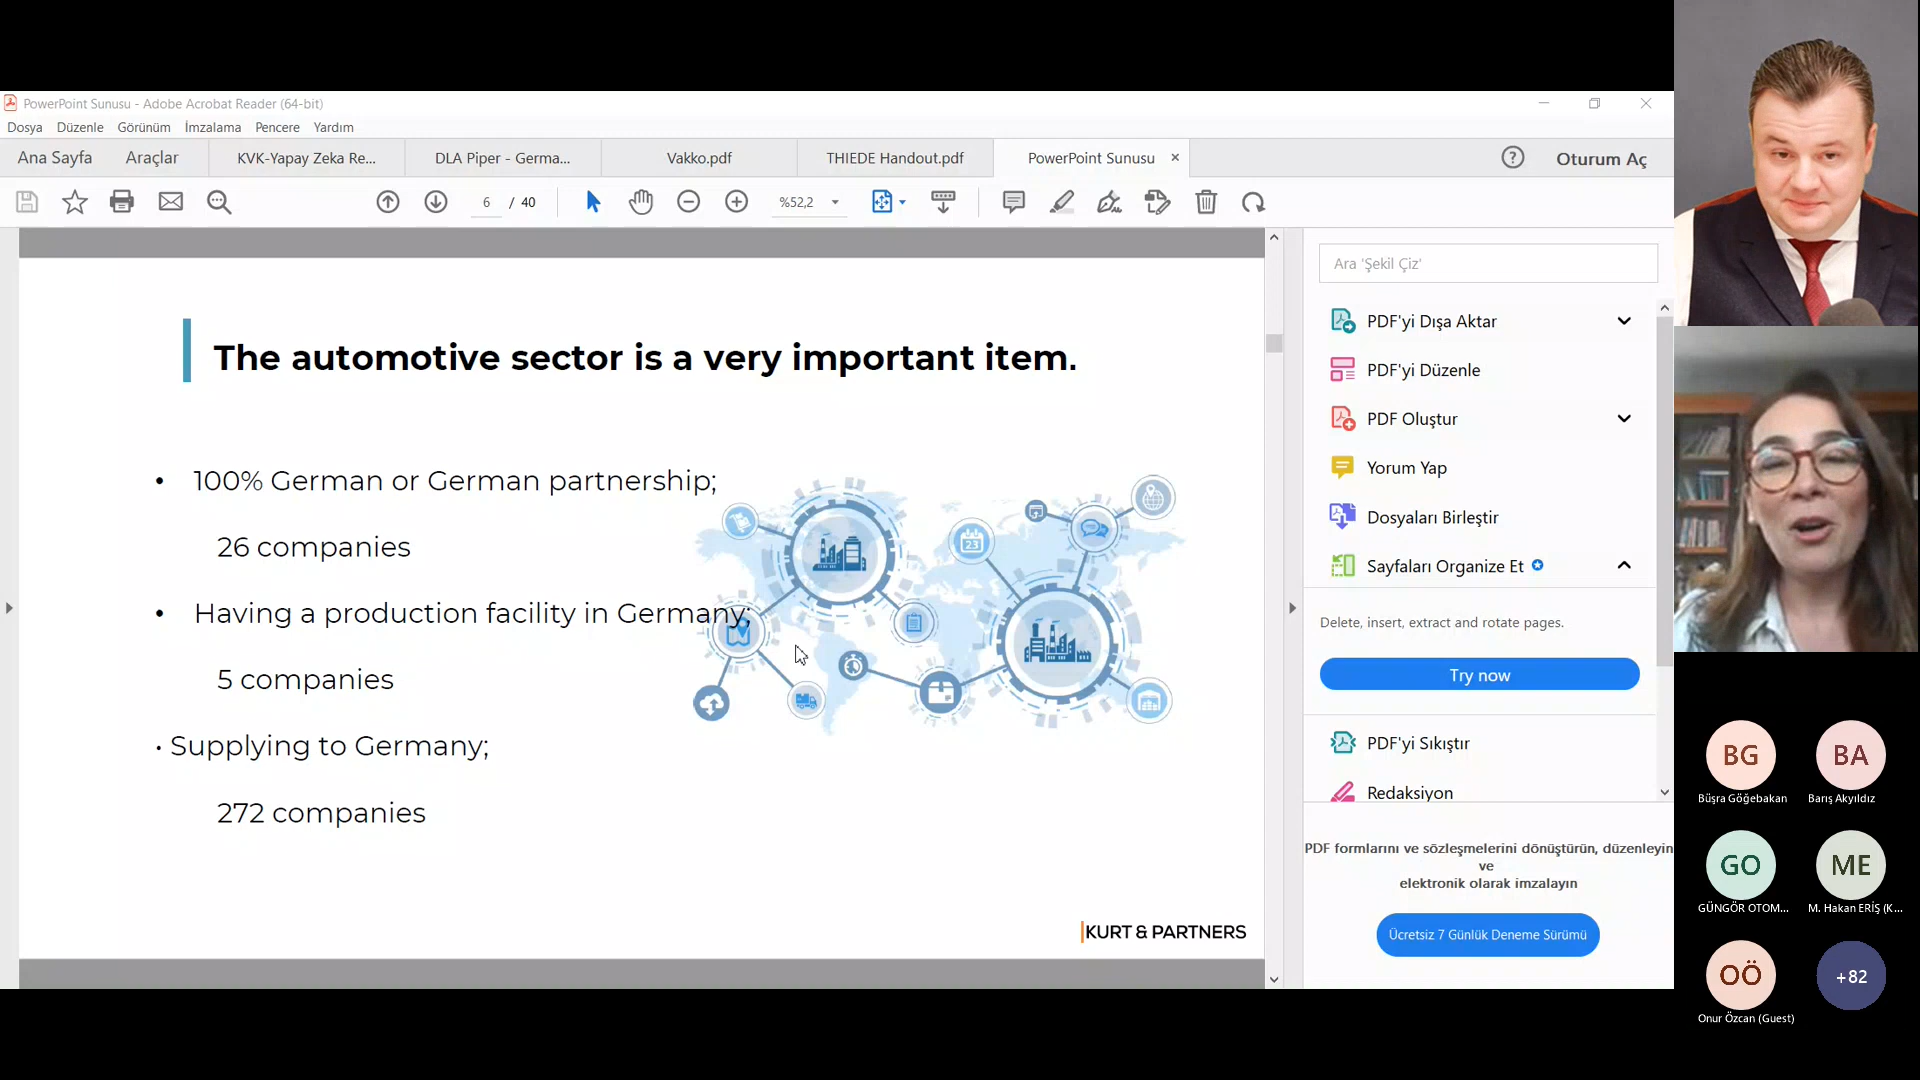 PowerPoint Sunusu - Adobe Acrobat Reader (64-bit)
Dosya Düzenle Görünüm İmzalama Pencere Yardım
Ana Sayfa Araçlar KVK-Yapay Zeka Re... DLA Piper - Germa... Vakko.pdf THIEDE Handout.pdf PowerPoint Sunusu Oturum Aç
6 / 40 %52,2
The automotive sector is a very important item.
• 100% German or German partnership;
26 companies
• Having a production facility in Germany;
5 companies
• Supplying to Germany;
272 companies
23
KURT & PARTNERS
Ara 'Şekil Çiz'
PDF'yi Dışa Aktar
PDF'yi Düzenle
PDF Oluştur
Yorum Yap
Dosyaları Birleştir
Sayfaları Organize Et
Delete, insert, extract and rotate pages.
Try now
PDF'yi Sıkıştır
Redaksiyon
PDF formlarını ve sözleşmelerini dönüştürün, düzenleyin
ve
elektronik olarak imzalayın
Ücretsiz 7 Günlük Deneme Sürümü
BG BA
Büşra Göğebakan Barış Akyıldız
GO ME
GÜNGÖR OTOM... M. Hakan ERİŞ (K...
OÖ +82
Onur Özcan (Guest)